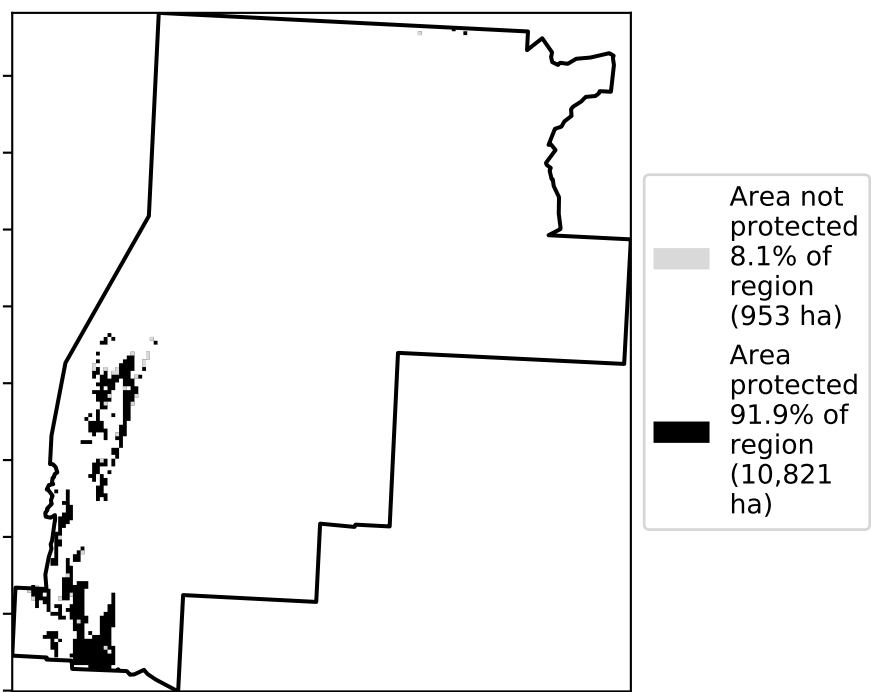 Area not
protected
8.1% of
region
(953 ha)
Area
protected
91.9% of
region
(10,821
ha)